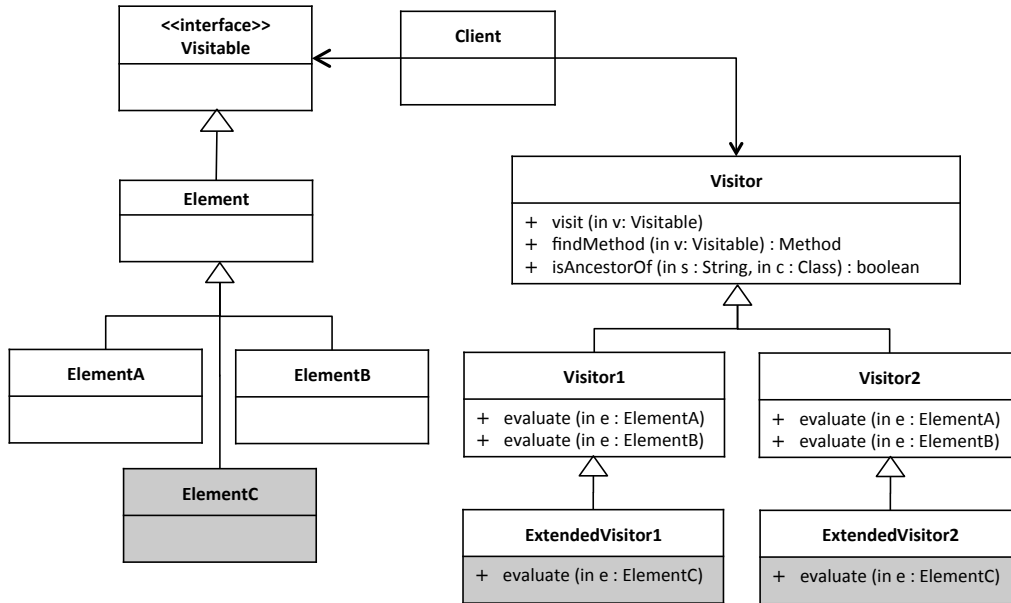 <<interface>>
Visitable
Client
Element
Visitor
+ visit (in v: Visitable)
+ findMethod (in v: Visitable) : Method
+ isAncestorOf (in s : String, in c : Class) : boolean
ElementA
ElementB
ElementC
Visitor1
+ evaluate (in e : ElementA)
+ evaluate (in e : ElementB)
Visitor2
+ evaluate (in e : ElementA)
+ evaluate (in e : ElementB)
ExtendedVisitor1
+ evaluate (in e : ElementC)
ExtendedVisitor2
+ evaluate (in e : ElementC)